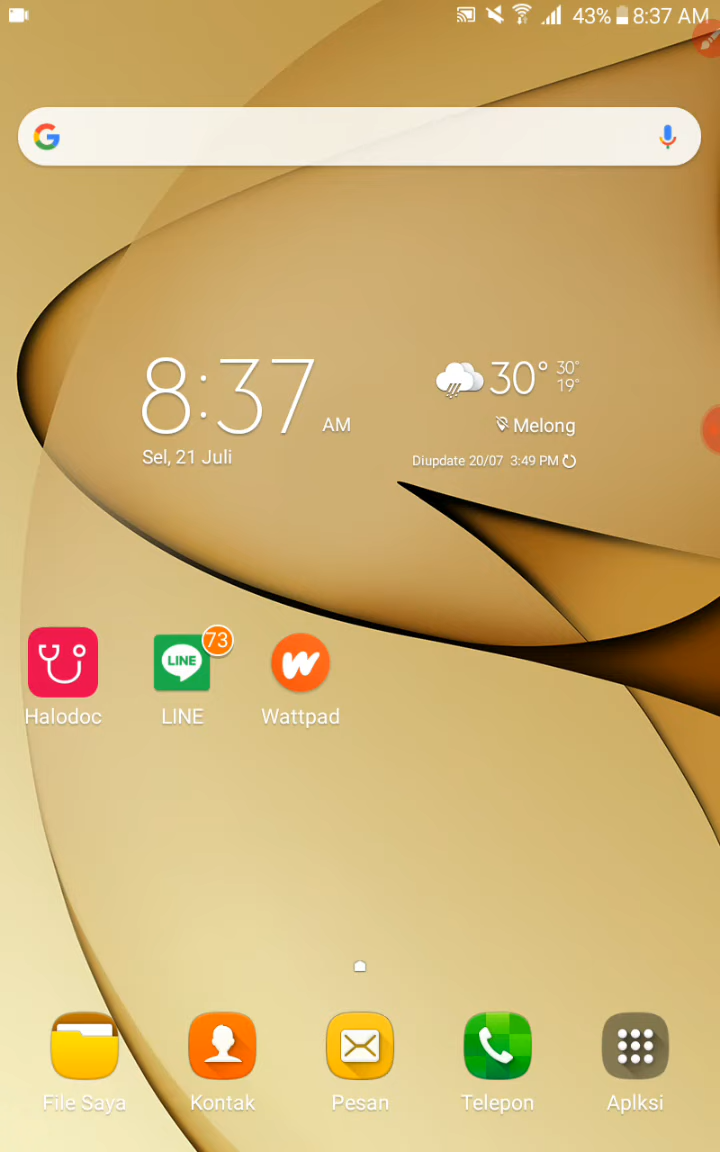 43% 8:37 AM
8:37 AM
Sel, 21 Juli
30° 30°
19°
Melong
Diupdate 20/07 3:49 PM
73
LINE
Halodoc
LINE
Wattpad
File Saya
Kontak
Pesan
Telepon
Aplksi